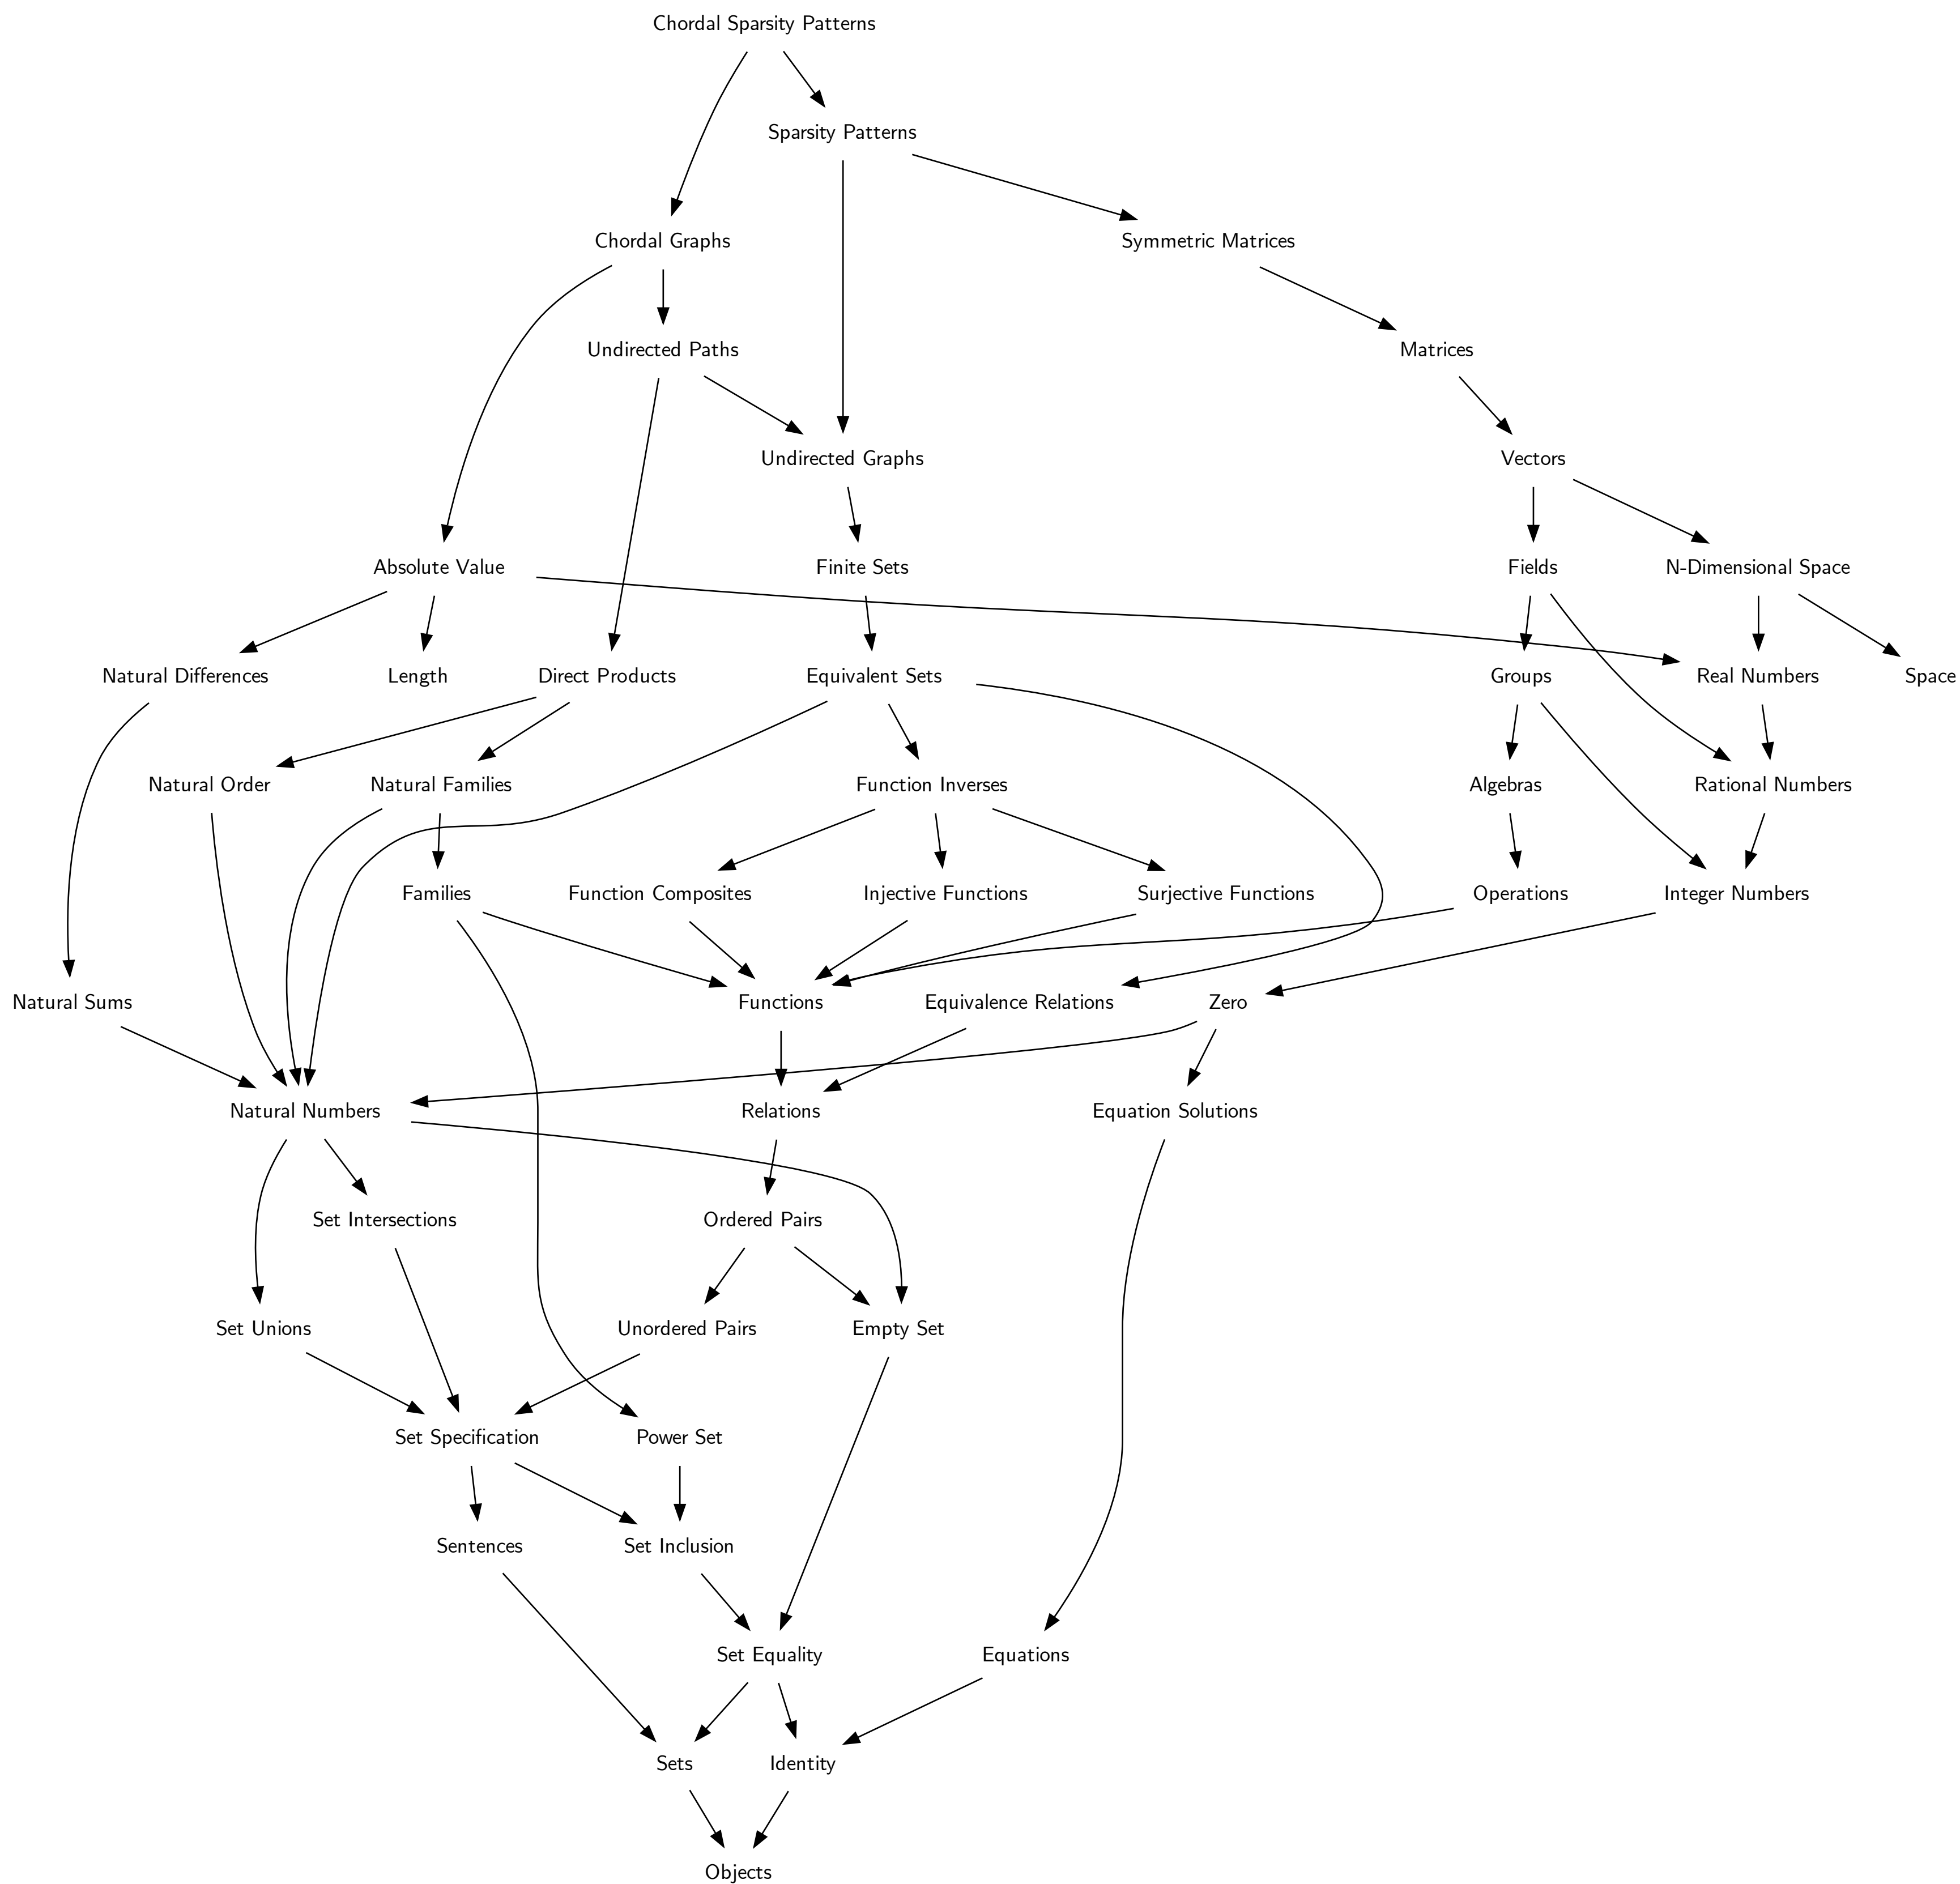 Chordal Sparsity Patterns
Sparsity Patterns
Chordal Graphs
Symmetric Matrices
Undirected Paths
Matrices
Undirected Graphs
Vectors
Absolute Value
Finite Sets
Fields
N-Dimensional Space
Natural Differences
Length
Direct Products
Equivalent Sets
Groups
Real Numbers
Space
Natural Order
Natural Families
Function Inverses
Algebras
Rational Numbers
Families
Function Composites
Injective Functions
Surjective Functions
Operations
Integer Numbers
Natural Sums
Functions
Equivalence Relations
Zero
Natural Numbers
Relations
Equation Solutions
Set Intersections
Ordered Pairs
Set Unions
Unordered Pairs
Empty Set
Set Specification
Power Set
Sentences
Set Inclusion
Set Equality
Equations
Sets
Identity
Objects